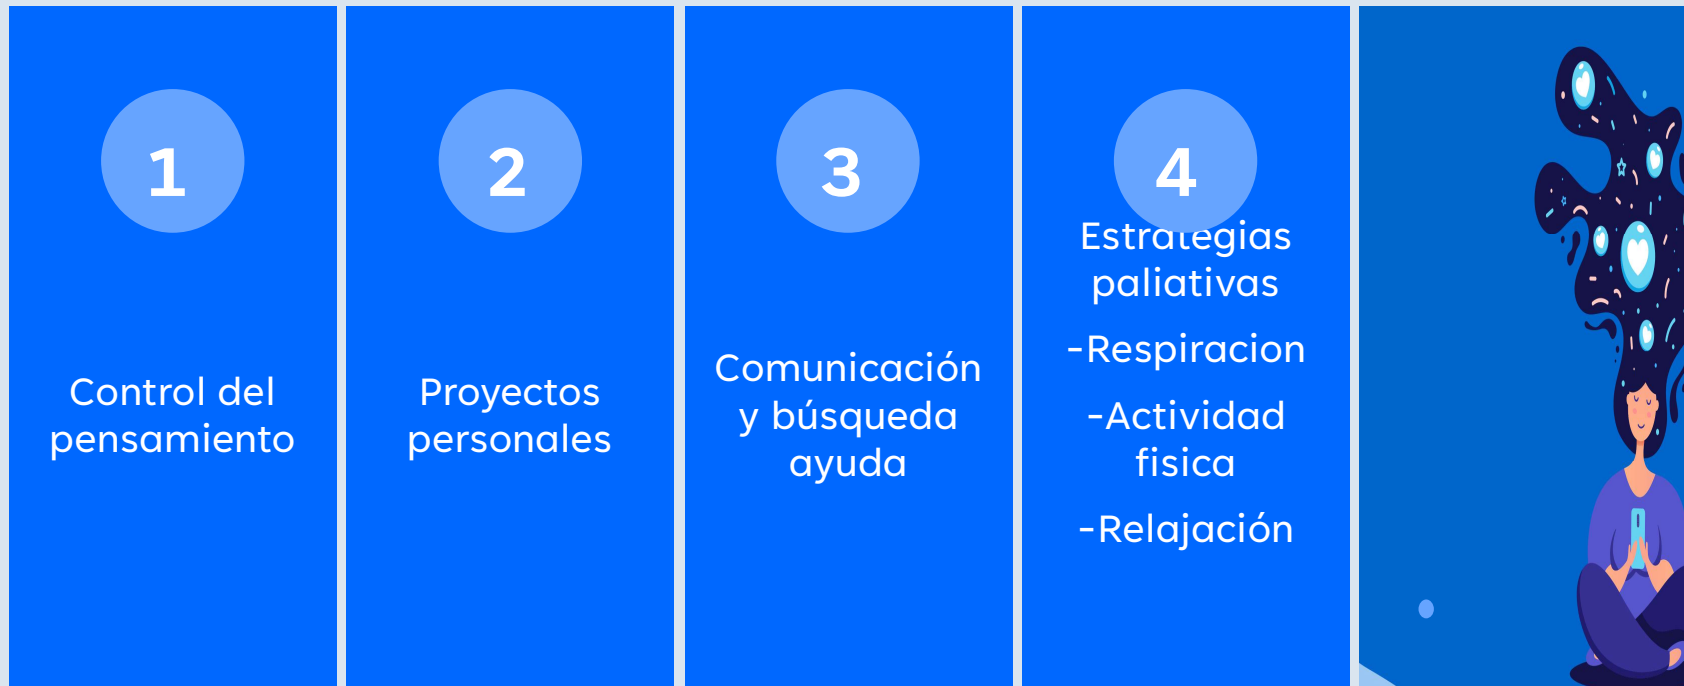 1
Control del
pensamiento
2
Proyectos
personales
3
Comunicación
y búsqueda
ayuda
4
Estrategias
paliativas
-Respiracion
-Actividad
fisica
-Relajación